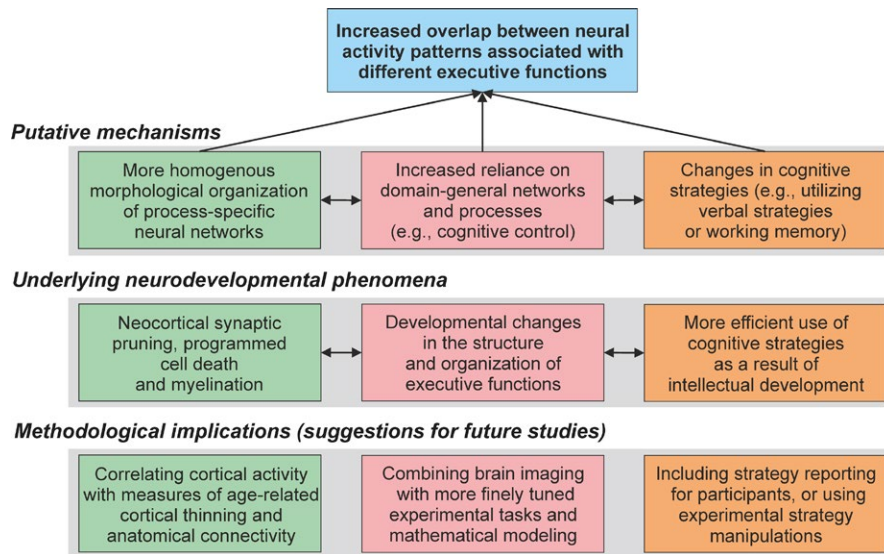 Increased overlap between neural
activity patterns associated with
different executive functions
Putative mechanisms
More homogenous
morphological organization
of process-specific
neural networks
Increased reliance on
domain-general networks
and processes
(e.g., cognitive control)
Changes in cognitive
strategies (e.g., utilizing
verbal strategies
or working memory)
Underlying neurodevelopmental phenomena
Neocortical synaptic
pruning, programmed
cell death
and myelination
Developmental changes
in the structure
and organization of
executive functions
More efficient use of
cognitive strategies
as a result of
intellectual development
Methodological implications (suggestions for future studies)
Correlating cortical activity
with measures of age-related
cortical thinning and
anatomical connectivity
Combining brain imaging
with more finely tuned
experimental tasks and
mathematical modeling
Including strategy reporting
for participants, or using
experimental strategy
manipulations